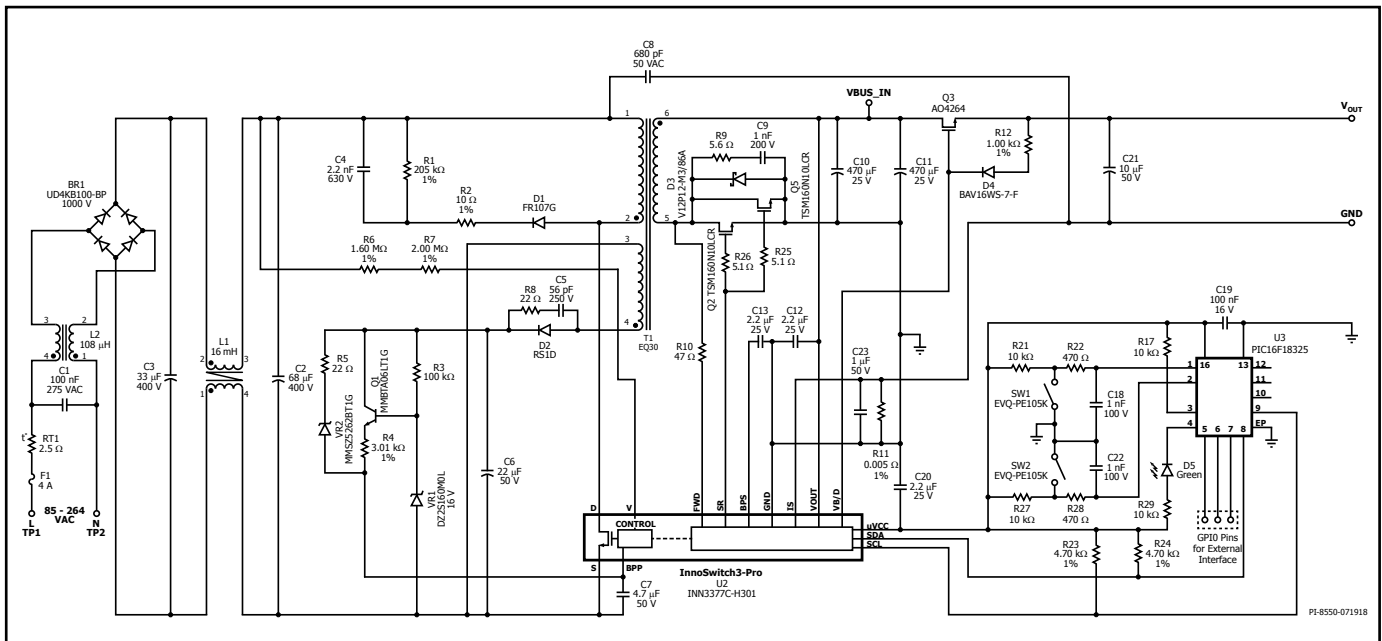 C8
680 pF
50 VAC
VBUS_IN
Q3
AO4264
V_OUT
1
6
R9
5.6 Ω
C9
1 nF
200 V
R12
1.00 kΩ
1%
C4
2.2 nF
630 V
R1
205 kΩ
1%
D3
V12P12-M3/86A
Q5
TSM160N10LCR
C10
470 µF
25 V
C11
470 µF
25 V
C21
10 µF
50 V
BR1
UD4KB100-BP
1000 V
R2
10 Ω
1%
D1
FR107G
D4
BAV16WS-7-F
2
5
GND
3
R6
1.60 MΩ
1%
R7
2.00 MΩ
1%
Q2 TSM160N10LCR
R26
5.1 Ω
R25
5.1 Ω
R8
22 Ω
C5
56 pF
250 V
C13
2.2 µF
25 V
C12
2.2 µF
25 V
C19
100 nF
16 V
3
2
L2
108 µH
4
1
4
T1
EQ30
D2
RS1D
U3
PIC16F18325
L1
16 mH
2
3
1
4
C1
100 nF
275 VAC
C3
33 µF
400 V
C2
68 µF
400 V
R5
22 Ω
Q1
MMBTA06LT1G
R3
100 kΩ
R10
47 Ω
C23
1 µF
50 V
R21
10 kΩ
R22
470 Ω
R17
10 kΩ
1
2
3
4
16
13
12
11
10
9
EP
5
6
7
8
SW1
EVQ-PE105K
C18
1 nF
100 V
VR2
MMSZ5262BT1G
R4
3.01 kΩ
1%
t°
RT1
2.5 Ω
R11
0.005 Ω
1%
SW2
EVQ-PE105K
C22
1 nF
100 V
D5
Green
F1
4 A
C6
22 µF
50 V
C20
2.2 µF
25 V
VR1
DZ2S160M0L
16 V
R27
10 kΩ
R28
470 Ω
R29
10 kΩ
85 - 264
VAC
L
TP1
N
TP2
D
V
FWD
SR
BPS
GND
IS
VOUT
VB/D
CONTROL
uVCC
SDA
SCL
S
BPP
InnoSwitch3-Pro
U2
INN3377C-H301
C7
4.7 µF
50 V
R23
4.70 kΩ
1%
R24
4.70 kΩ
1%
GPIO Pins
for External
Interface
PI-8550-071918